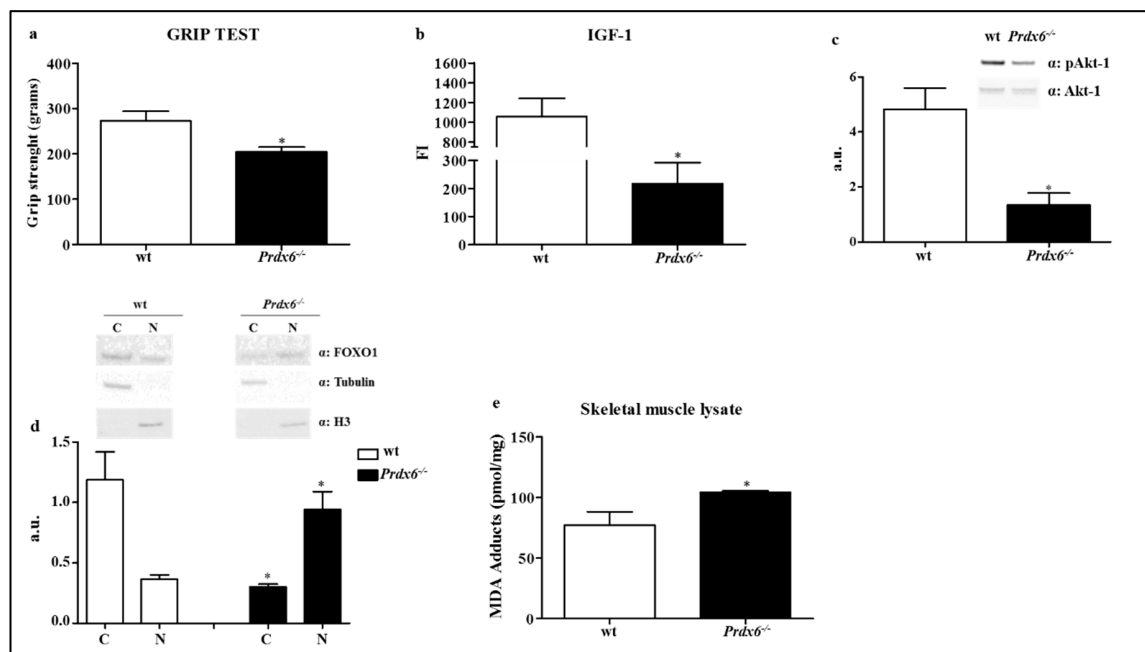 a GRIP TEST
Grip strenght (grams)
400
300
200
100
0
*
wt Prdx6-/-
b IGF-1
FI
1600
1400
1200
1000
800
300
200
100
0
*
wt Prdx6-/-
c
wt Prdx6-/-
α: pAkt-1
α: Akt-1
a.u.
6
4
2
0
*
wt Prdx6-/-
wt Prdx6-/-
C N C N
α: FOXO1
α: Tubulin
α: H3
d
wt
Prdx6-/-
a.u.
1.5
1.0
0.5
0.0
*
*
C N C N
e Skeletal muscle lysate
MDA Adducts (pmol/mg)
150
100
50
0
*
wt Prdx6-/-